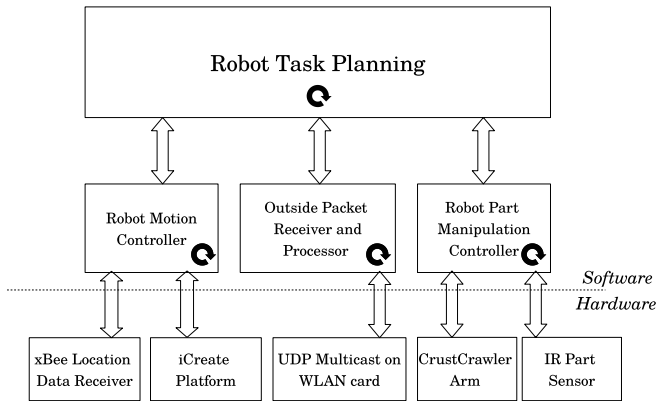 Robot Task Planning
Robot Motion
Controller
Outside Packet
Receiver and
Processor
Robot Part
Manipulation
Controller
Software
Hardware
xBee Location
Data Receiver
iCreate
Platform
UDP Multicast on
WLAN card
CrustCrawler
Arm
IR Part
Sensor